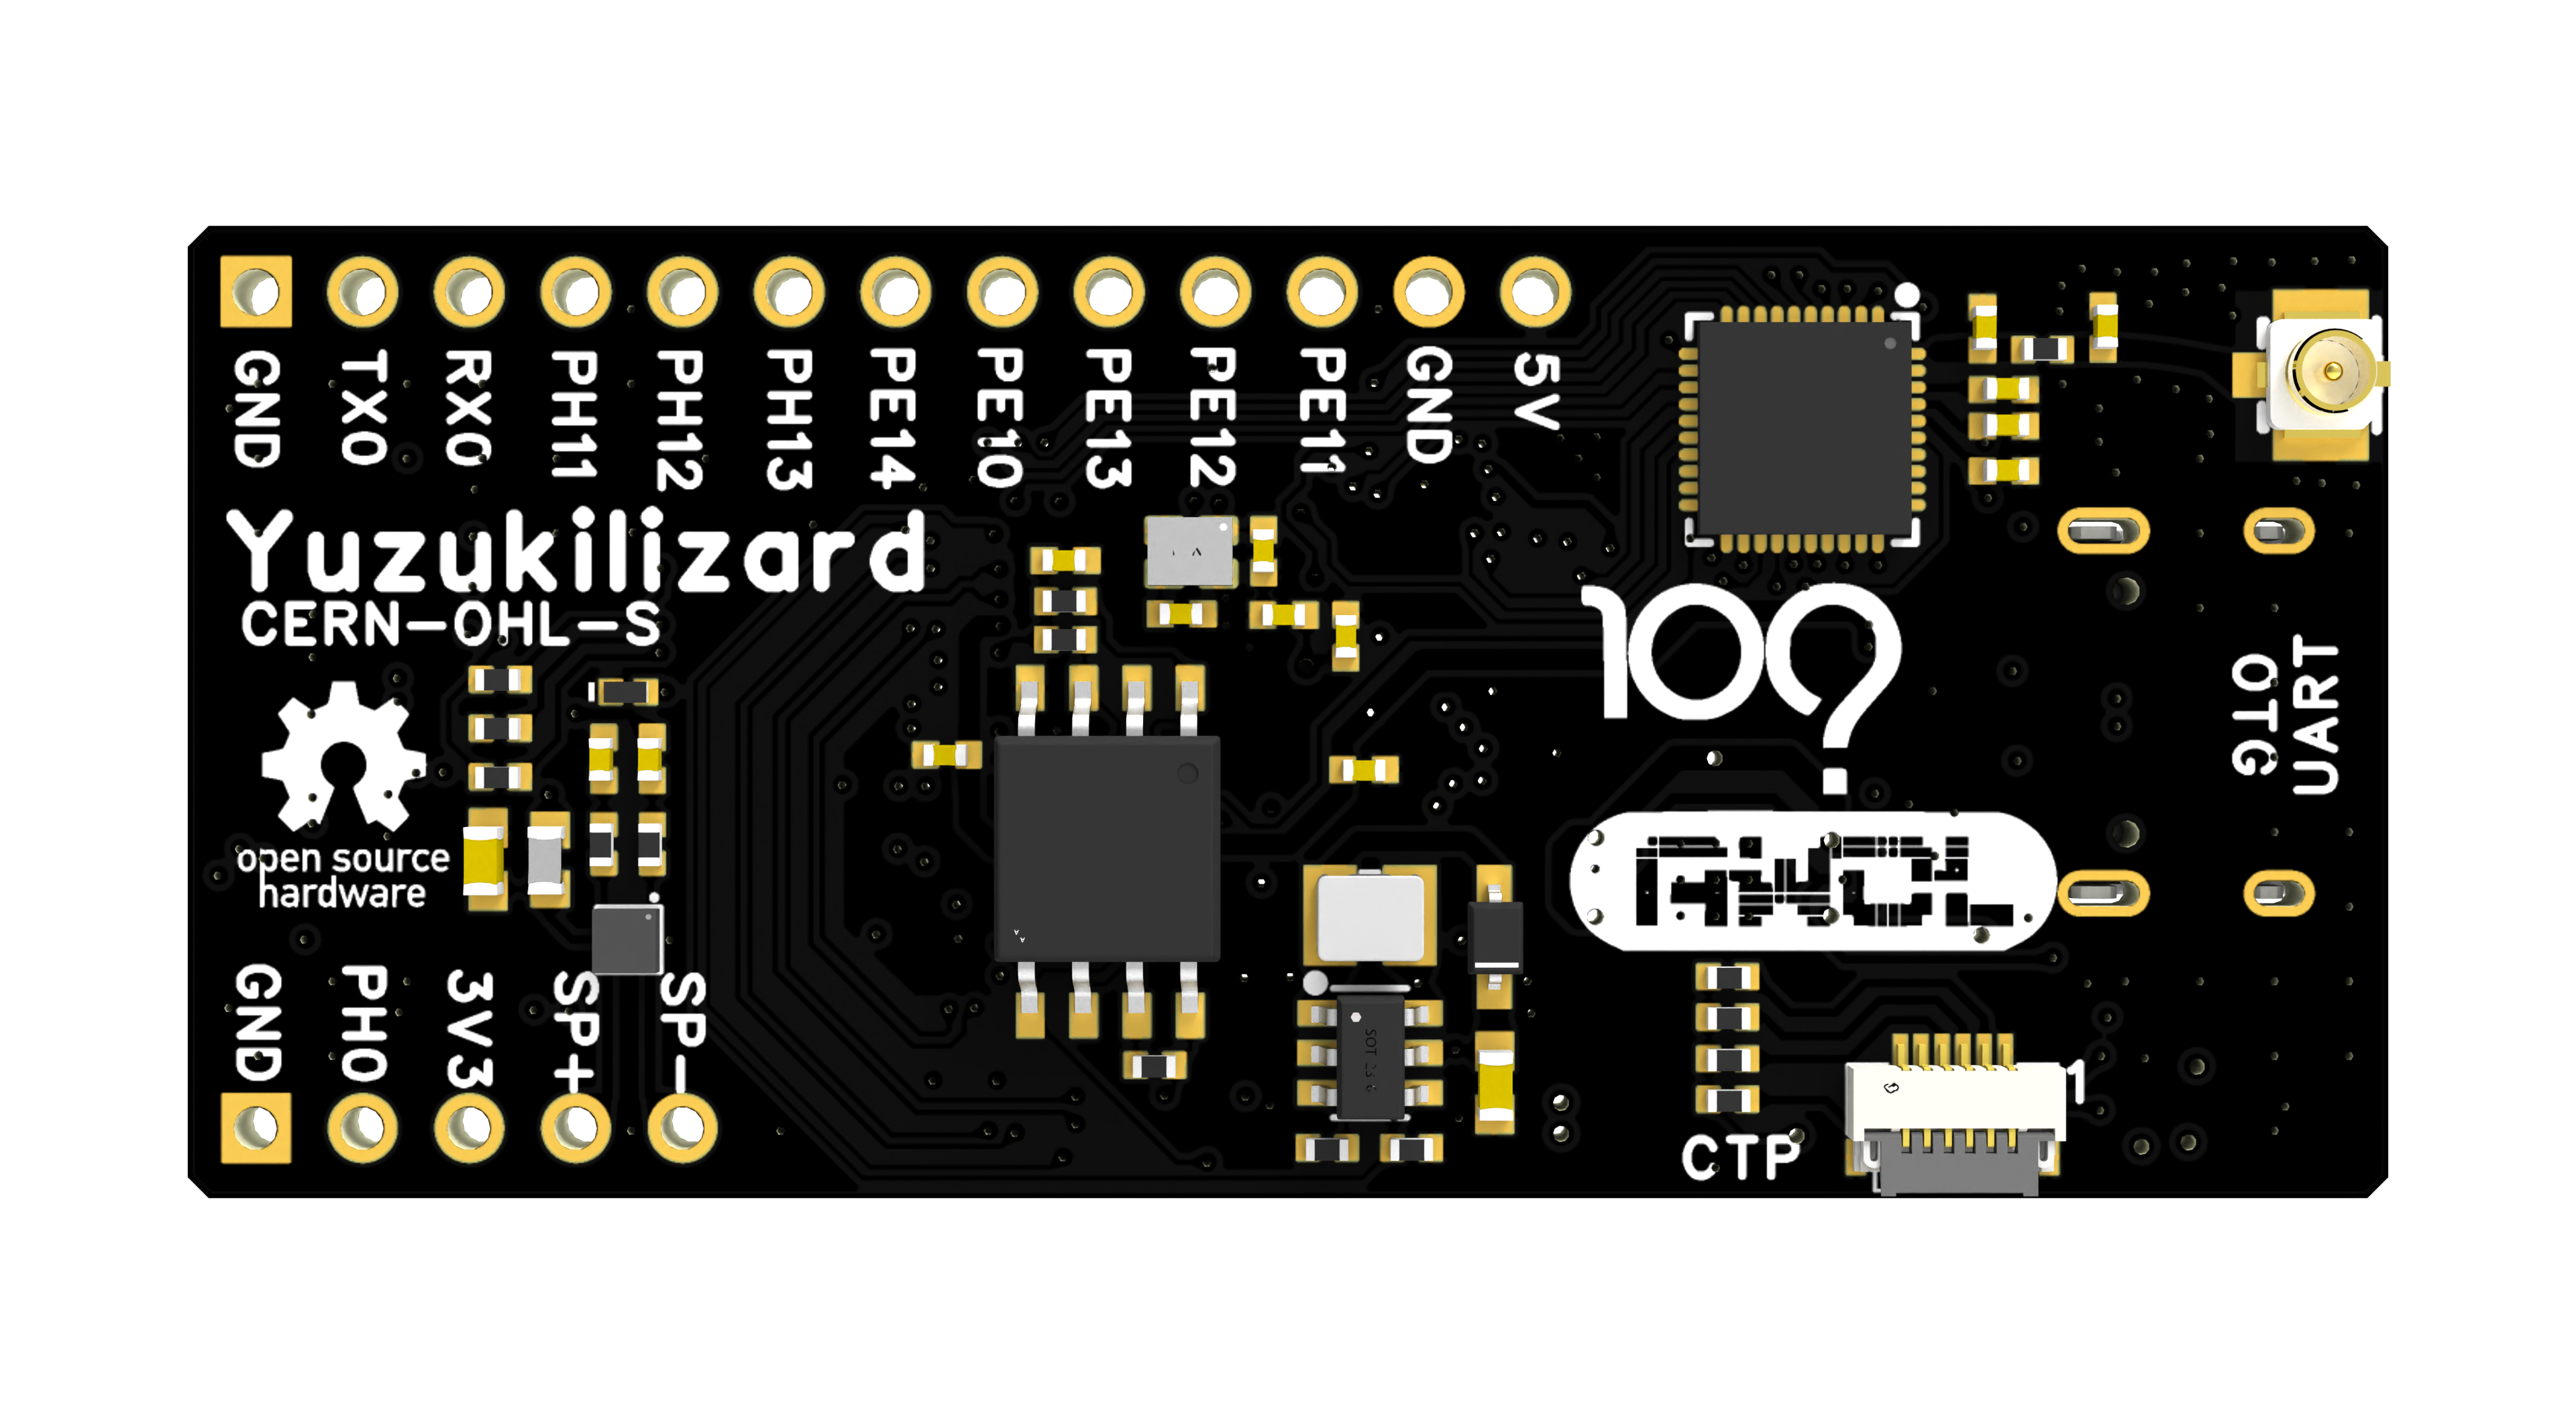 GND TX0 RX0 PH11 PH12 PH13 PE14 PE10 PE13 PE12 PE11 GND 5V
Yuzukilizard
CERN-OHL-S
open source
hardware
GND PH0 3V3 SP+ SP-
100?
UART
OTG
CTP
1